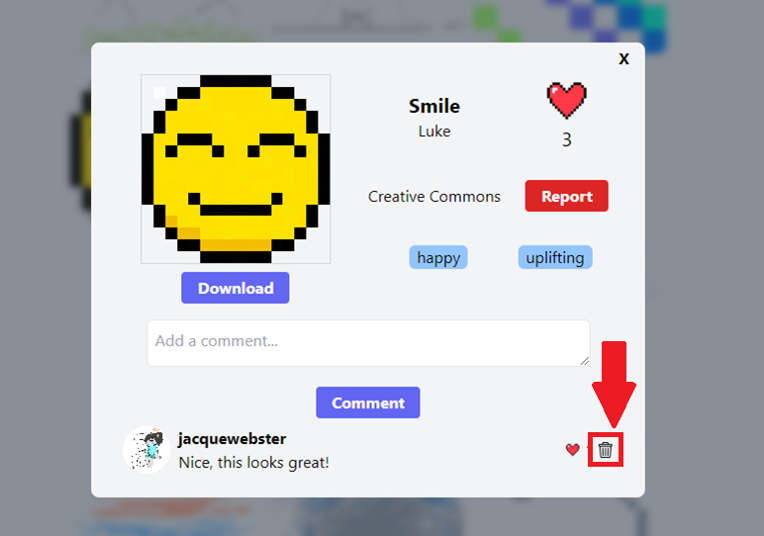 X
Smile
Luke
3
Creative Commons
Report
happy
uplifting
Download
Add a comment...
Comment
jacquewebster
Nice, this looks great!